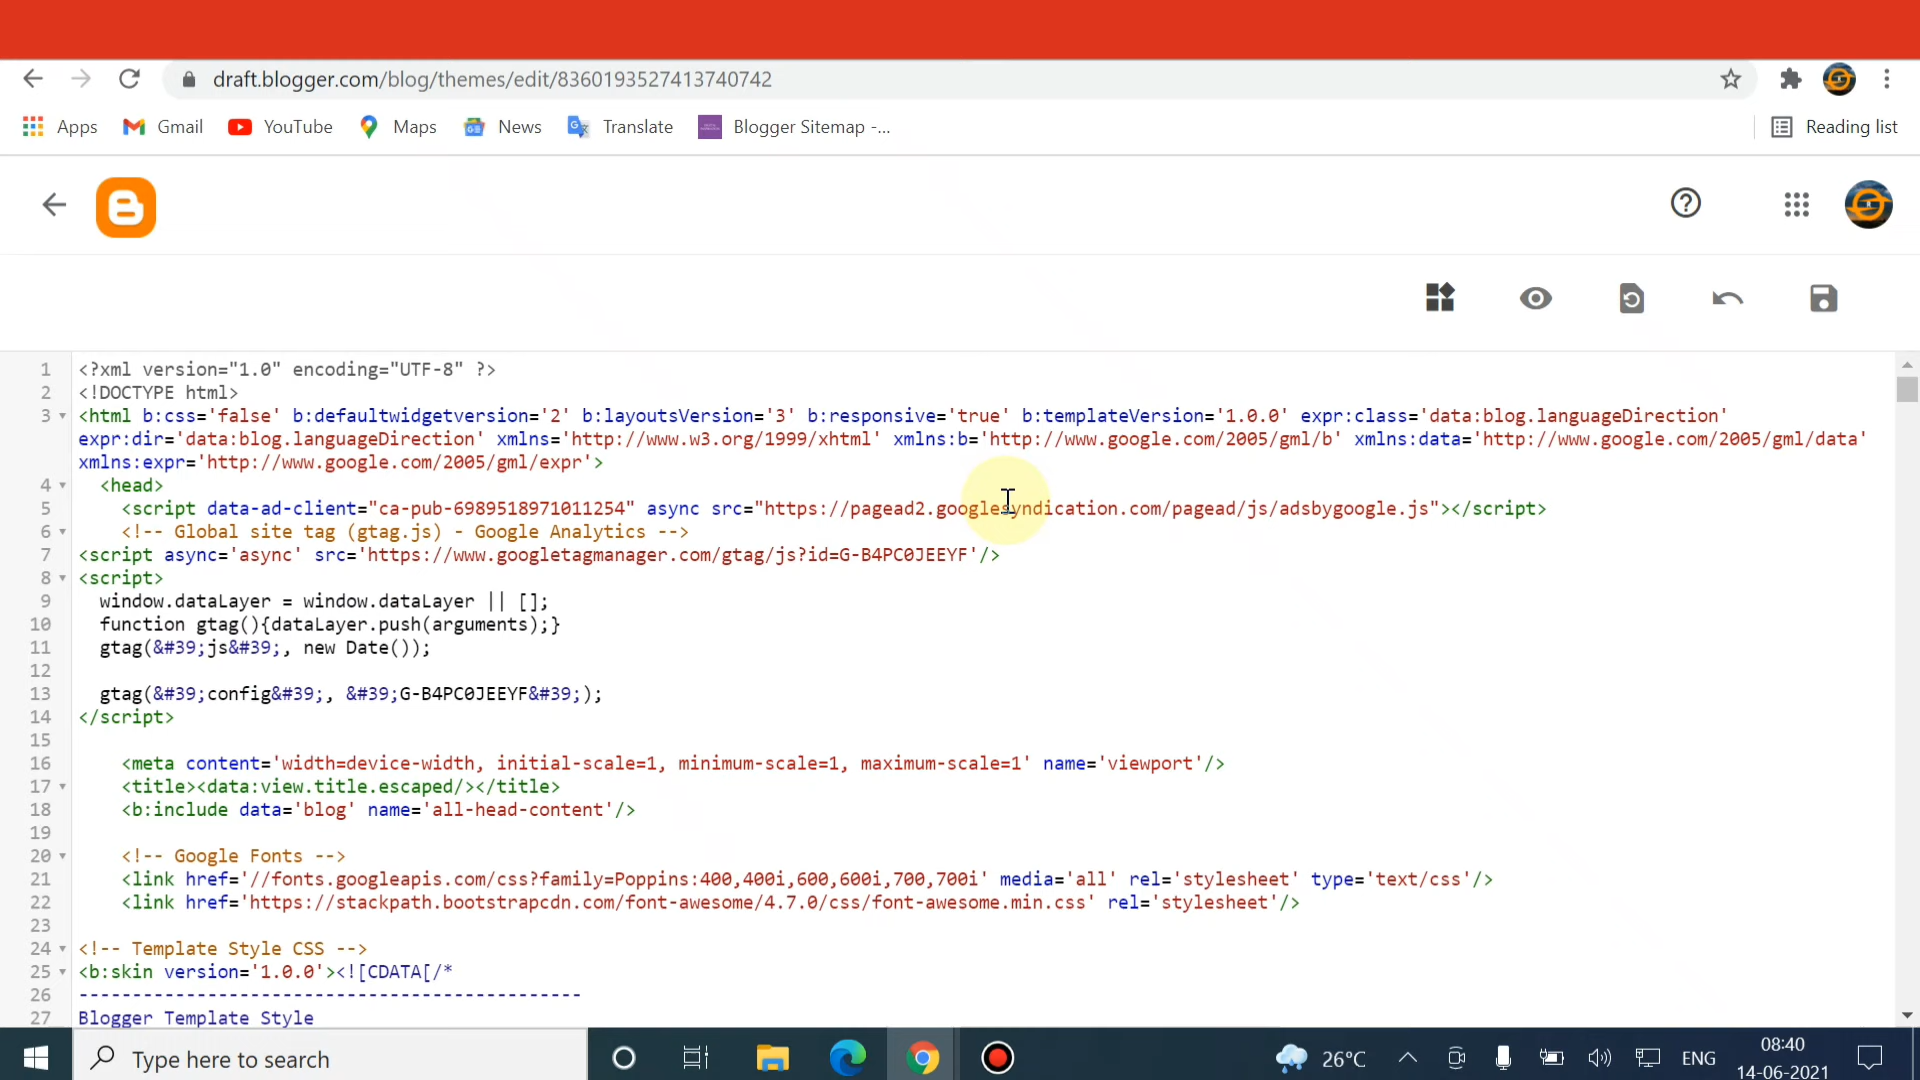 draft.blogger.com/blog/themes/edit/8360193527413740742
Apps Gmail YouTube Maps News Translate Blogger Sitemap -... Reading list
1 <?xml version="1.0" encoding="UTF-8" ?>
2 <!DOCTYPE html>
3 <html b:css='false' b:defaultwidgetversion='2' b:layoutsVersion='3' b:responsive='true' b:templateVersion='1.0.0' expr:class='data:blog.languageDirection'
expr:dir='data:blog.languageDirection' xmlns='http://www.w3.org/1999/xhtml' xmlns:b='http://www.google.com/2005/gml/b' xmlns:data='http://www.google.com/2005/gml/data'
xmlns:expr='http://www.google.com/2005/gml/expr'>
4 <head>
5 <script data-ad-client="ca-pub-6989518971011254" async src="https://pagead2.googlesyndication.com/pagead/js/adsbygoogle.js"></script>
6 <!-- Global site tag (gtag.js) - Google Analytics -->
7 <script async='async' src='https://www.googletagmanager.com/gtag/js?id=G-B4PC0JEEYF'/>
8 <script>
9 window.dataLayer = window.dataLayer || [];
10 function gtag(){dataLayer.push(arguments);}
11 gtag(&#39;js&#39;, new Date());
12
13 gtag(&#39;config&#39;, &#39;G-B4PC0JEEYF&#39;);
14 </script>
15
16 <meta content='width=device-width, initial-scale=1, minimum-scale=1, maximum-scale=1' name='viewport'/>
17 <title><data:view.title.escaped/></title>
18 <b:include data='blog' name='all-head-content'/>
19
20 <!-- Google Fonts -->
21 <link href='//fonts.googleapis.com/css?family=Poppins:400,400i,600,600i,700,700i' media='all' rel='stylesheet' type='text/css'/>
22 <link href='https://stackpath.bootstrapcdn.com/font-awesome/4.7.0/css/font-awesome.min.css' rel='stylesheet'/>
23
24 <!-- Template Style CSS -->
25 <b:skin version='1.0.0'><![CDATA[/*
26 -----------------------------------------------
27 Blogger Template Style
Type here to search 26°C ENG 08:40
14-06-2021